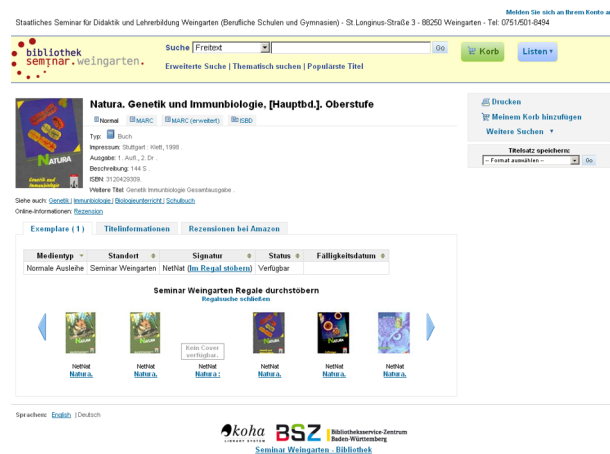 Melden Sie sich an Ihrem Konto an
Staatliches Seminar für Didaktik und Lehrerbildung Weingarten (Berufliche Schulen und Gymnasien) - St.Longinus-Straße 3 - 88250 Weingarten - Tel: 0751/501-8494
bibliothek
seminar.weingarten.
Suche Freitext Go
Erweiterte Suche | Thematisch suchen | Populärste Titel
Korb
Listen
Natura. Genetik und Immunbiologie. [Hauptbd.]. Oberstufe
Normal MARC MARC (erweitert) ISBD
Typ: Buch
Impressum: Stuttgart : Klett, 1998 .
Ausgabe: 1. Aufl., 2. Dr .
Beschreibung: 144 S .
ISBN: 3120429309.
Weitere Titel: Genetik Immunbiologie Gesamtausgabe .
NATURA
Genetik und
Immunbiologie
Siehe auch: Genetik | Immunbiologie | Biologieunterricht | Schulbuch
Online-Informationen: Rezension
Drucken
Meinem Korb hinzufügen
Weitere Suchen
Titelsatz speichern:
-- Format auswählen -- Go
Exemplare ( 1 ) Titelinformationen Rezensionen bei Amazon
Medientyp Standort Signatur Status Fälligkeitsdatum
Normale Ausleihe Seminar Weingarten NetNat (Im Regal stöbern) Verfügbar
Seminar Weingarten Regale durchstöbern
Regalsuche schließen
Kein Cover
verfügbar.
NetNat NetNat NetNat NetNat NetNat NetNat
Natura. Natura. Natura : Natura. Natura. Natura.
Sprachen: English | Deutsch
koha
LIBRARY SYSTEM
BSZ Bibliotheksservice-Zentrum
Baden-Württemberg
Seminar Weingarten - Bibliothek